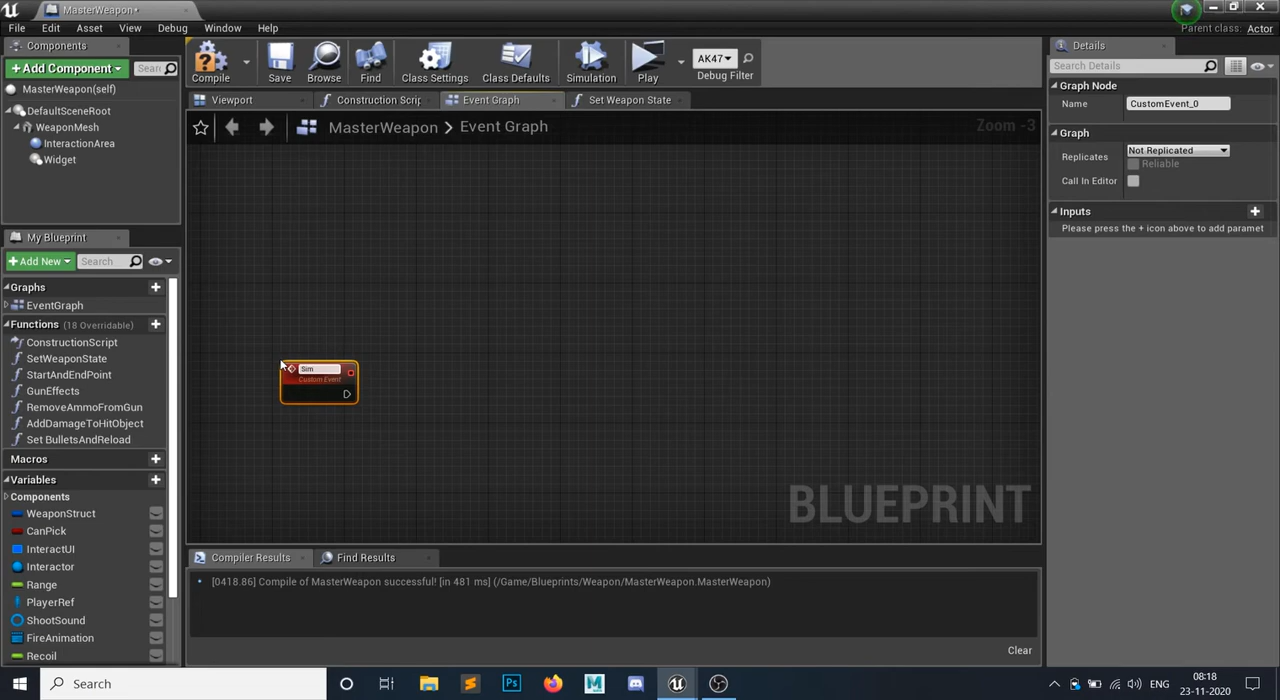 MasterWeapon*
File Edit Asset View Debug Window Help
Parent class: Actor
Components
+ Add Component
Search
MasterWeapon(self)
DefaultSceneRoot
WeaponMesh
InteractionArea
Widget
Compile
Save
Browse
Find
Class Settings
Class Defaults
Simulation
Play
AK47
Debug Filter
Viewport
Construction Scrip
Event Graph
Set Weapon State
MasterWeapon > Event Graph
Zoom -3
Sim
Custom Event
BLUEPRINT
My Blueprint
+ Add New
Search
Graphs
EventGraph
Functions (18 Overridable)
ConstructionScript
SetWeaponState
StartAndEndPoint
GunEffects
RemoveAmmoFromGun
AddDamageToHitObject
Set BulletsAndReload
Macros
Variables
Components
WeaponStruct
CanPick
InteractUI
Interactor
Range
PlayerRef
ShootSound
FireAnimation
Recoil
Compiler Results
Find Results
[0418.86] Compile of MasterWeapon successful! [in 481 ms] (/Game/Blueprints/Weapon/MasterWeapon.MasterWeapon)
Clear
Details
Search Details
Graph Node
Name CustomEvent_0
Graph
Replicates Not Replicated
Reliable
Call In Editor
Inputs
Please press the + icon above to add paramet
Search
ENG
08:18
23-11-2020